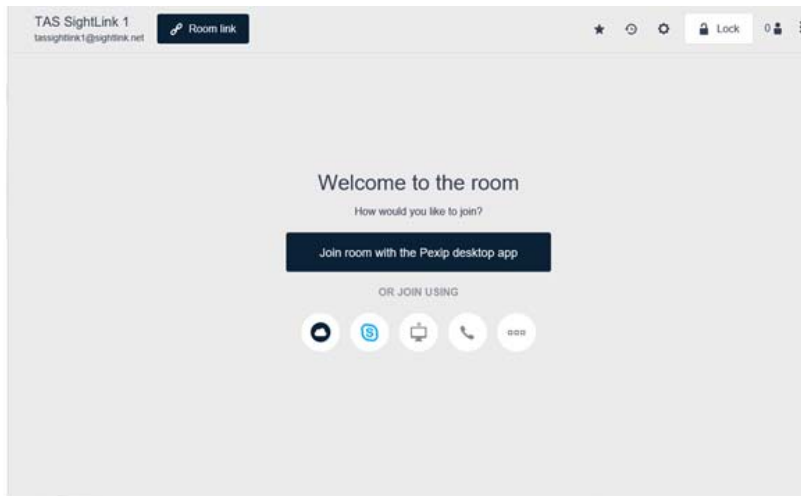 TAS SightLink 1
tassightlink1@sightlink.net
Room link
Lock
0
Welcome to the room
How would you like to join?
Join room with the Pexip desktop app
OR JOIN USING